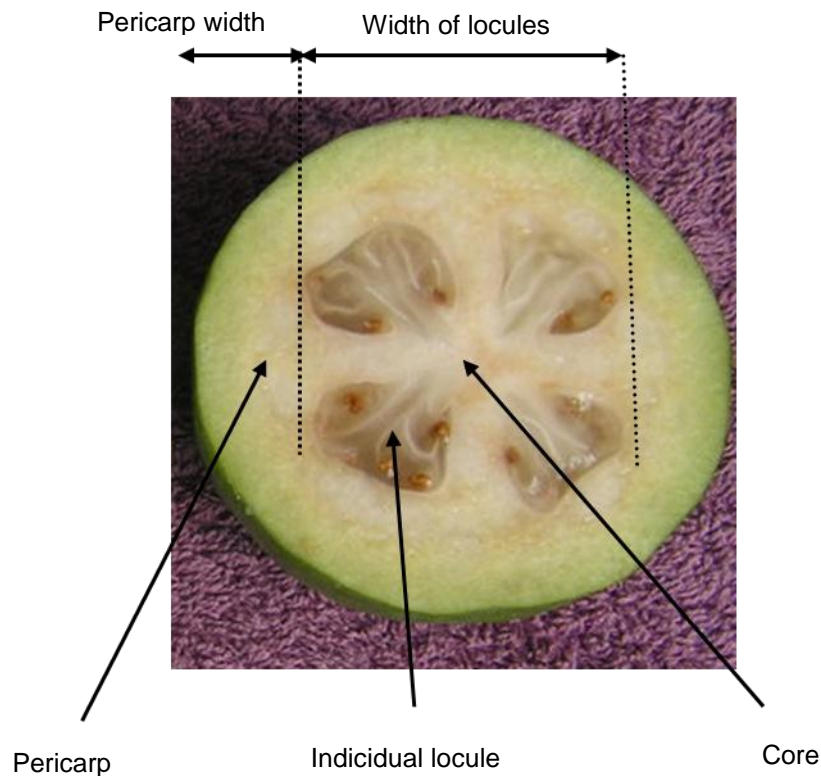 Pericarp width
Width of locules
Pericarp
Indicidual locule
Core